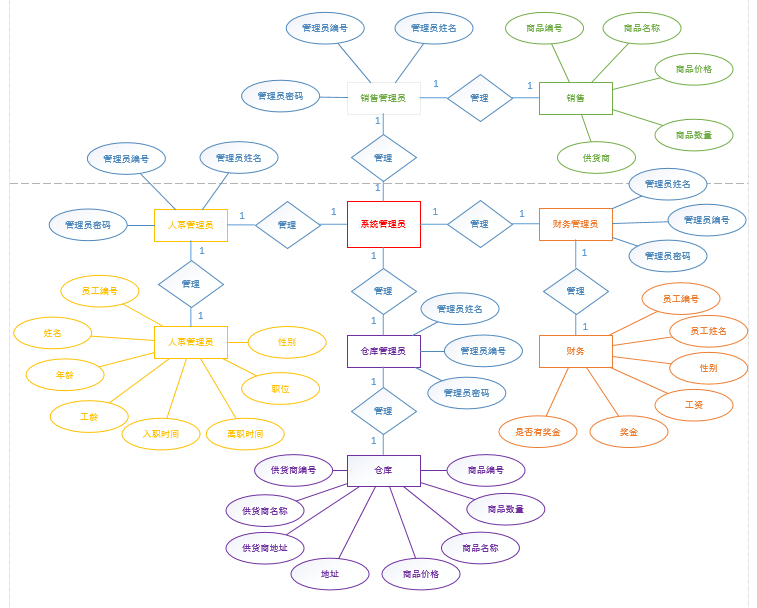 管理员编号
管理员姓名
商品编号
商品名称
商品价格
管理员密码
销售管理员
1
管理
1
销售
1
商品数量
管理员编号
管理员姓名
管理
供货商
1
管理员姓名
管理员密码
人事管理员
1
管理
1
系统管理员
1
管理
1
财务管理员
管理员编号
1
1
1
管理员密码
管理
管理
管理
员工编号
员工编号
管理员姓名
1
1
1
姓名
人事管理员
性别
仓库管理员
管理员编号
财务
员工姓名
年龄
职位
1
管理员密码
性别
工龄
管理
工资
入职时间
离职时间
1
是否有奖金
奖金
供货商编号
仓库
商品编号
供货商名称
商品数量
供货商地址
商品名称
地址
商品价格